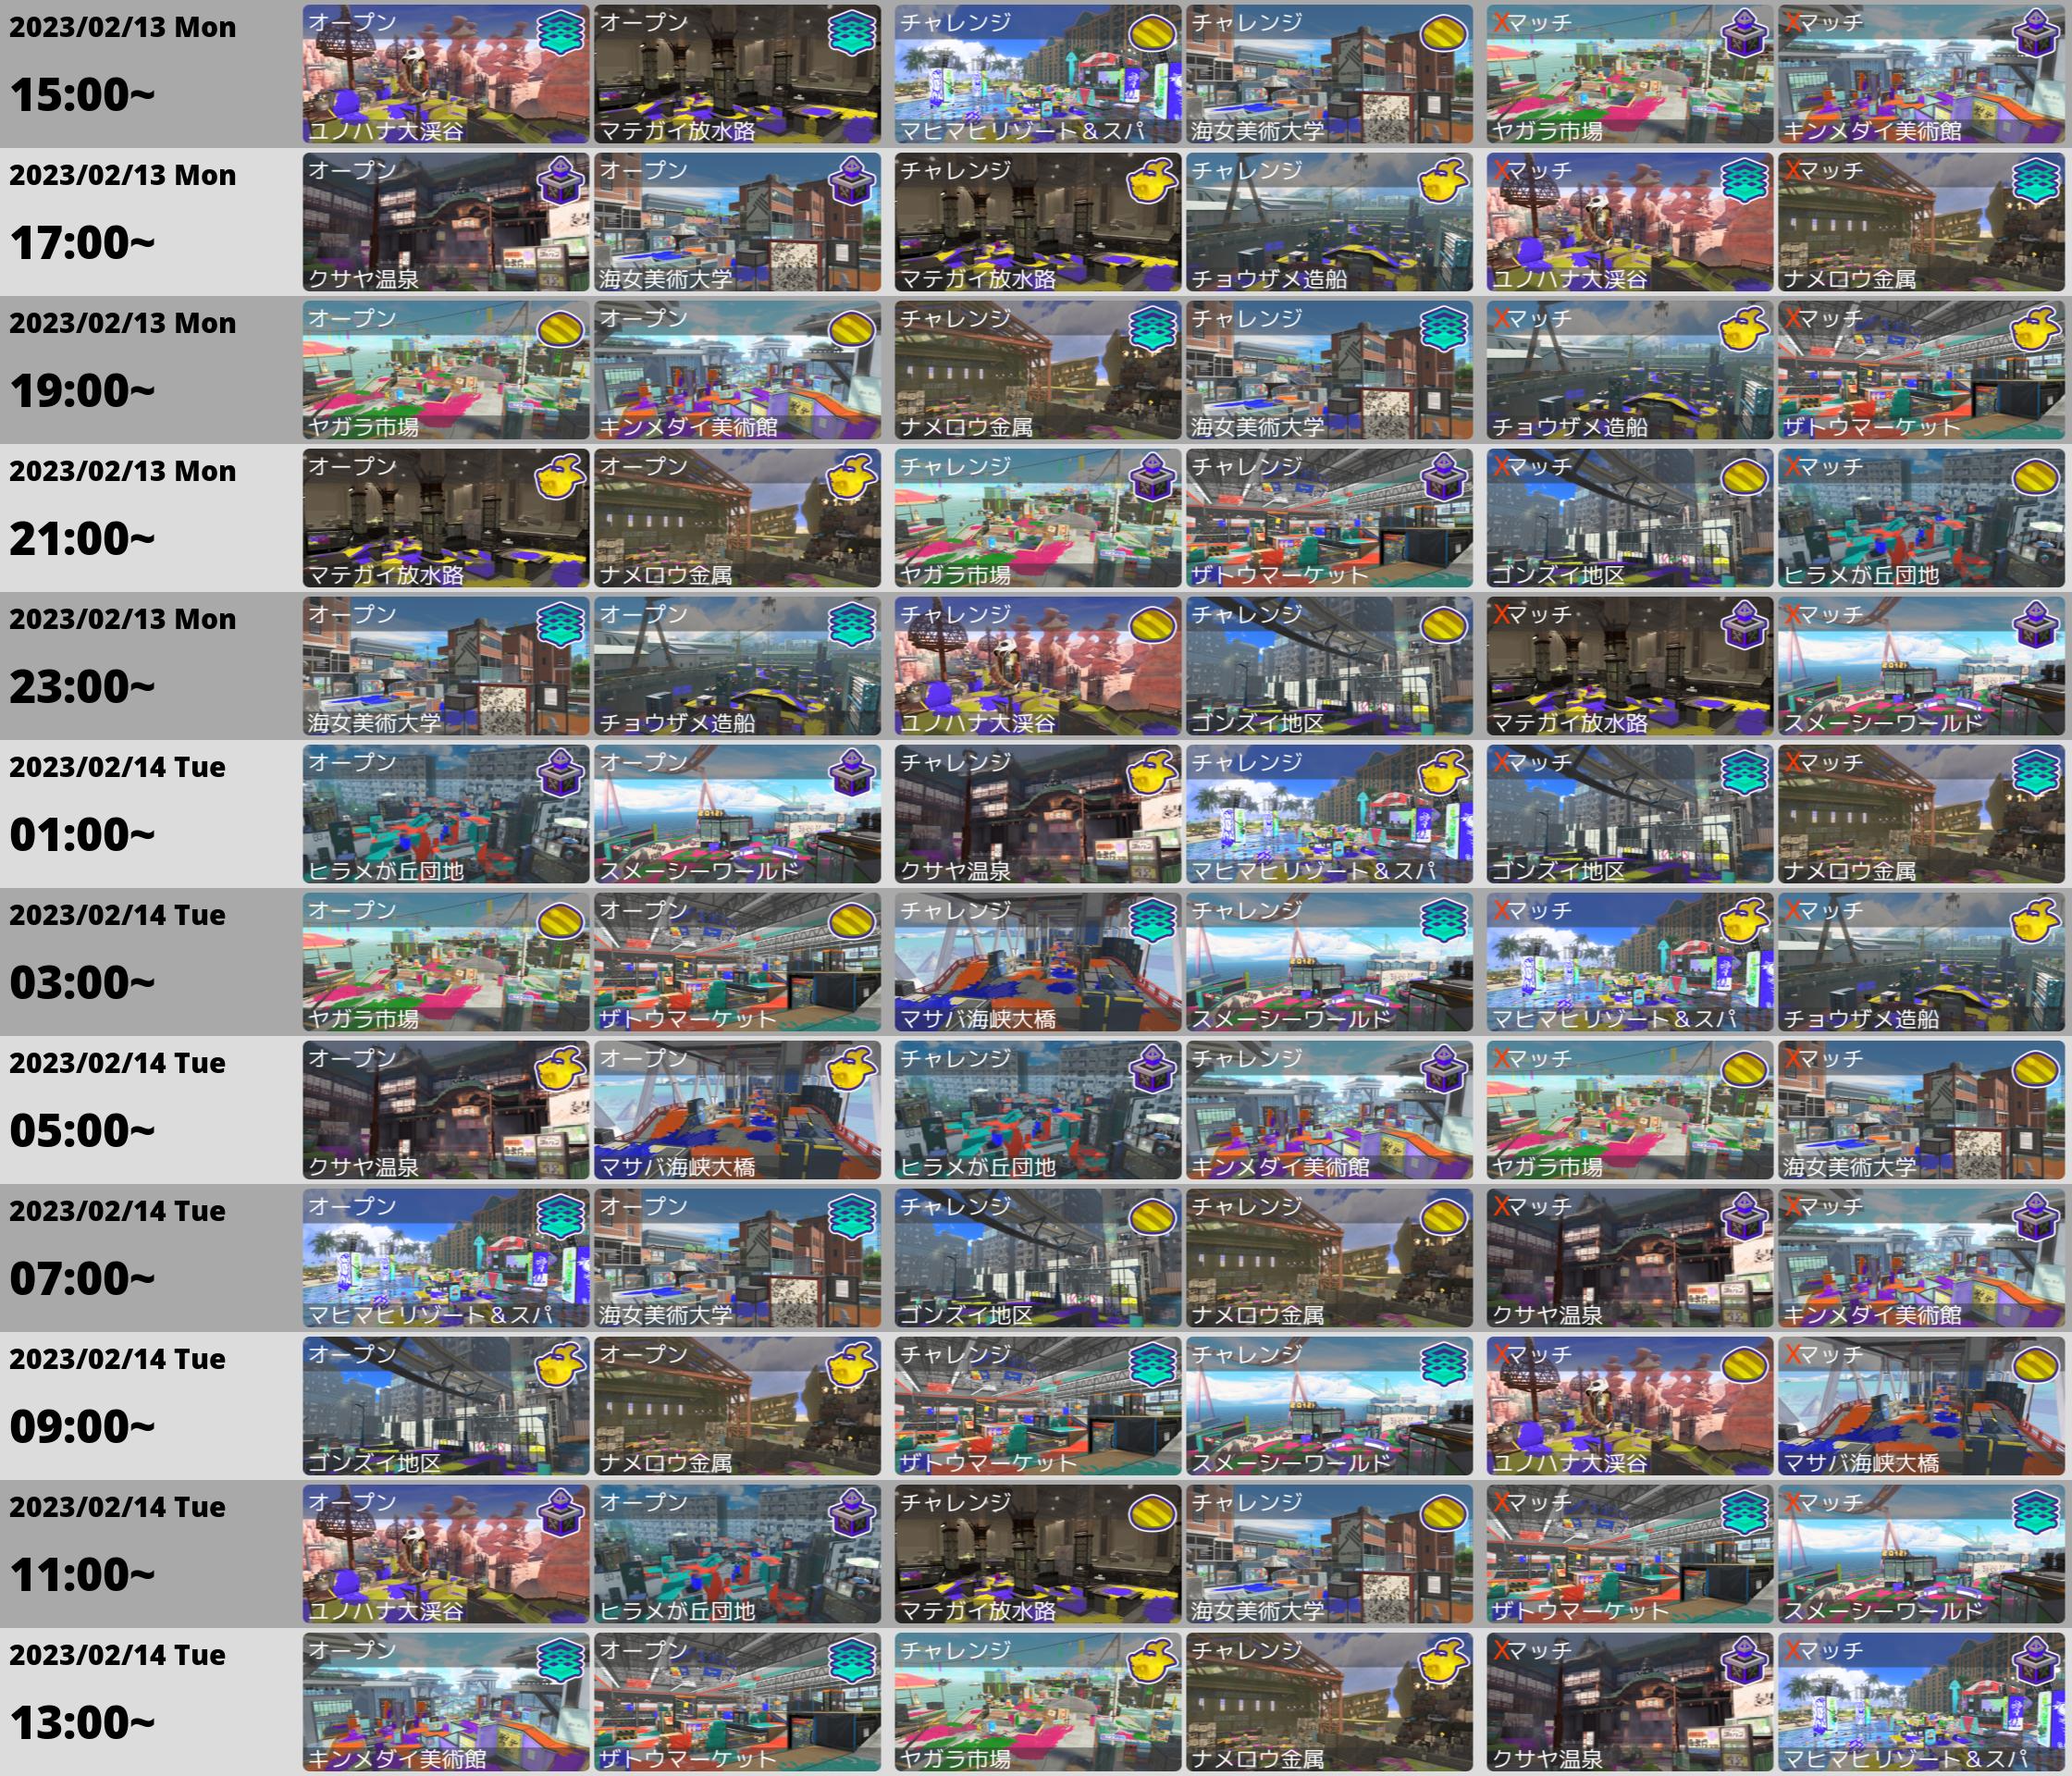 2023/02/13 Mon
15:00~
オープン オープン チャレンジ チャレンジ Xマッチ Xマッチ
ユノハナ大渓谷 マテガイ放水路 マヒマヒリゾート＆スパ 海女美術大学 ヤガラ市場 キンメダイ美術館
2023/02/13 Mon
17:00~
オープン オープン チャレンジ チャレンジ Xマッチ Xマッチ
クサヤ温泉 海女美術大学 マテガイ放水路 チョウザメ造船 ユノハナ大渓谷 ナメロウ金属
2023/02/13 Mon
19:00~
オープン オープン チャレンジ チャレンジ Xマッチ Xマッチ
ヤガラ市場 キンメダイ美術館 ナメロウ金属 海女美術大学 チョウザメ造船 ザトウマーケット
2023/02/13 Mon
21:00~
オープン オープン チャレンジ チャレンジ Xマッチ Xマッチ
マテガイ放水路 ナメロウ金属 ヤガラ市場 ザトウマーケット ゴンズイ地区 ヒラメが丘団地
2023/02/13 Mon
23:00~
オープン オープン チャレンジ チャレンジ Xマッチ Xマッチ
海女美術大学 チョウザメ造船 ユノハナ大渓谷 ゴンズイ地区 マテガイ放水路 スメーシーワールド
2023/02/14 Tue
01:00~
オープン オープン チャレンジ チャレンジ Xマッチ Xマッチ
ヒラメが丘団地 スメーシーワールド クサヤ温泉 マヒマヒリゾート＆スパ ゴンズイ地区 ナメロウ金属
2023/02/14 Tue
03:00~
オープン オープン チャレンジ チャレンジ Xマッチ Xマッチ
ヤガラ市場 ザトウマーケット マサバ海峡大橋 スメーシーワールド マヒマヒリゾート＆スパ チョウザメ造船
2023/02/14 Tue
05:00~
オープン オープン チャレンジ チャレンジ Xマッチ Xマッチ
クサヤ温泉 マサバ海峡大橋 ヒラメが丘団地 キンメダイ美術館 ヤガラ市場 海女美術大学
2023/02/14 Tue
07:00~
オープン オープン チャレンジ チャレンジ Xマッチ Xマッチ
マヒマヒリゾート＆スパ 海女美術大学 ゴンズイ地区 ナメロウ金属 クサヤ温泉 キンメダイ美術館
2023/02/14 Tue
09:00~
オープン オープン チャレンジ チャレンジ Xマッチ Xマッチ
ゴンズイ地区 ナメロウ金属 ザトウマーケット スメーシーワールド ユノハナ大渓谷 マサバ海峡大橋
2023/02/14 Tue
11:00~
オープン オープン チャレンジ チャレンジ Xマッチ Xマッチ
ユノハナ大渓谷 ヒラメが丘団地 マテガイ放水路 海女美術大学 ザトウマーケット スメーシーワールド
2023/02/14 Tue
13:00~
オープン オープン チャレンジ チャレンジ Xマッチ Xマッチ
キンメダイ美術館 ザトウマーケット ヤガラ市場 ナメロウ金属 クサヤ温泉 マヒマヒリゾート＆スパ